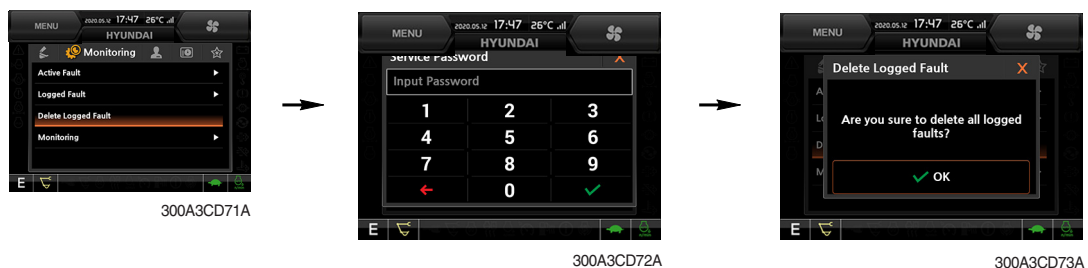 MENU
2020.05.12 17:47 26°C
HYUNDAI
Monitoring
Active Fault
Logged Fault
Delete Logged Fault
Monitoring
E
300A3CD71A
MENU
2020.05.12 17:47 26°C
HYUNDAI
Service Password X
Input Password
1 2 3
4 5 6
7 8 9
0
E
300A3CD72A
MENU
2020.05.12 17:47 26°C
HYUNDAI
Delete Logged Fault X
Are you sure to delete all logged
faults?
OK
E
300A3CD73A